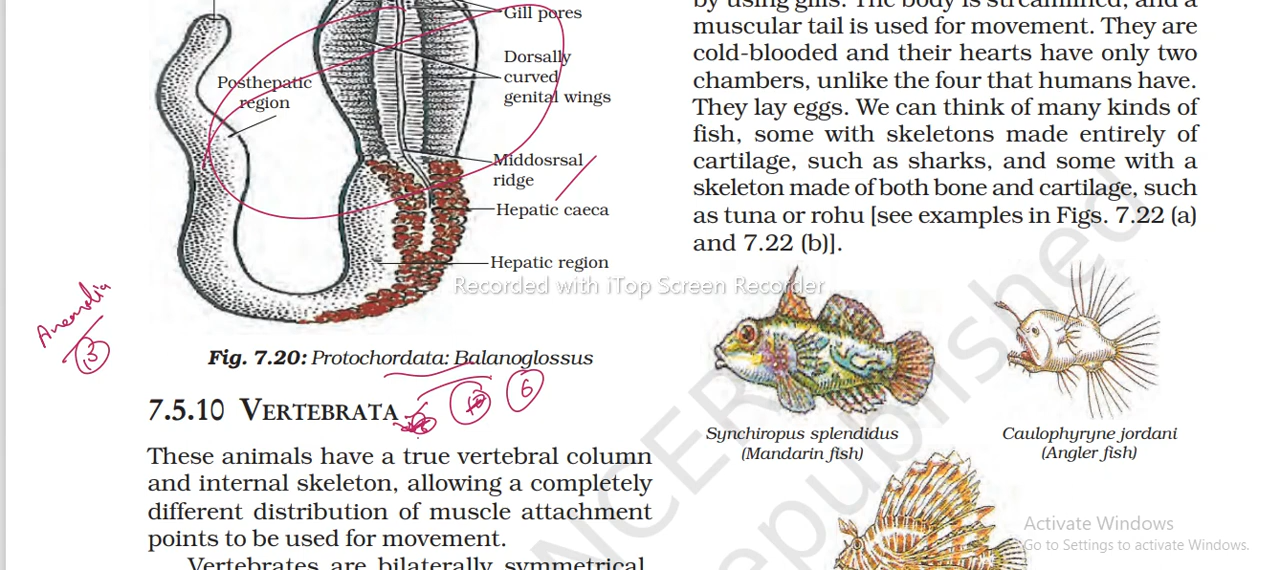 Gill pores
Dorsally
curved
genital wings
Posthepatic
region
Middosrsal
ridge
Hepatic caeca
Hepatic region
13
Fig. 7.20: Protochordata: Balanoglossus
6
7.5.10 VERTEBRATA
These animals have a true vertebral column
and internal skeleton, allowing a completely
different distribution of muscle attachment
points to be used for movement.
Vertebrates are bilaterally symmetrical,
by using gills. The body is streamlined, and a
muscular tail is used for movement. They are
cold-blooded and their hearts have only two
chambers, unlike the four that humans have.
They lay eggs. We can think of many kinds of
fish, some with skeletons made entirely of
cartilage, such as sharks, and some with a
skeleton made of both bone and cartilage, such
as tuna or rohu [see examples in Figs. 7.22 (a)
and 7.22 (b)].
Recorded with iTop Screen Recorder
Synchiropus splendidus
(Mandarin fish)
Caulophyryne jordani
(Angler fish)
NCER
epublished
Activate Windows
Go to Settings to activate Windows.